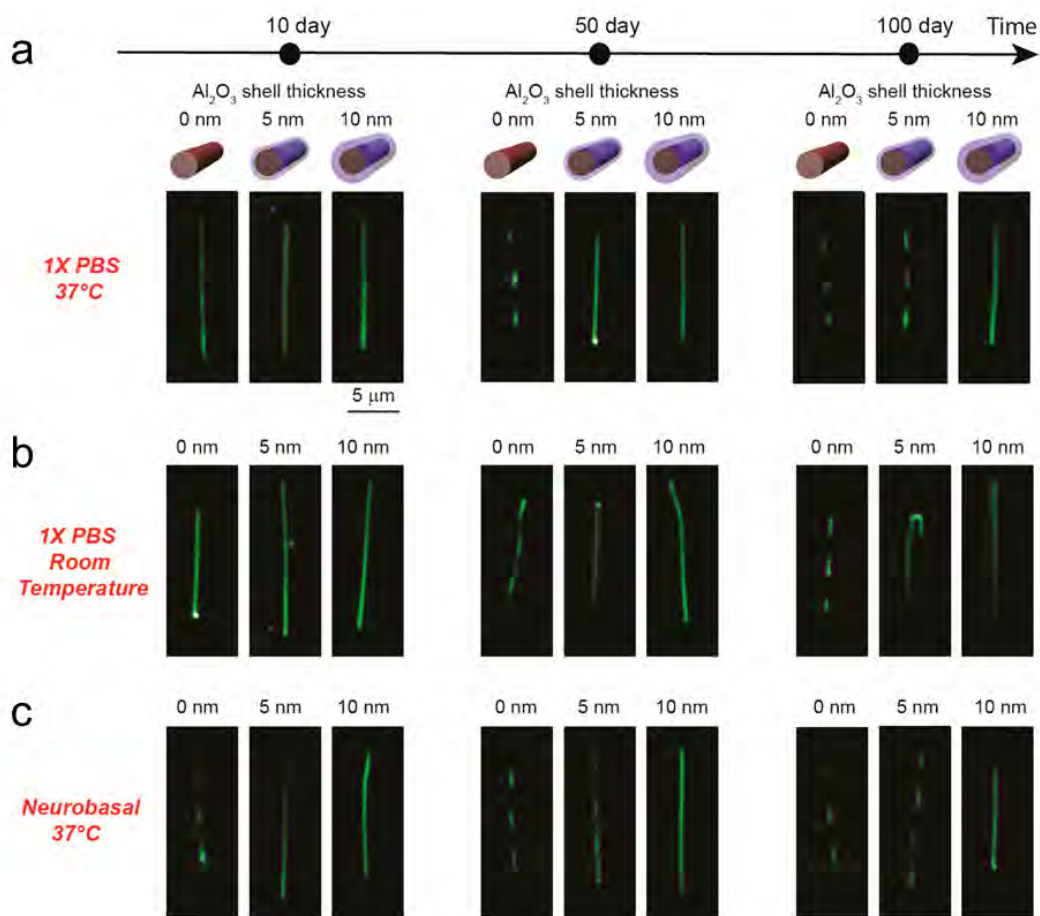 10 day 50 day 100 day Time
a
Al₂O₃ shell thickness Al₂O₃ shell thickness Al₂O₃ shell thickness
0 nm 5 nm 10 nm 0 nm 5 nm 10 nm 0 nm 5 nm 10 nm
1X PBS
37°C
5 μm
b
0 nm 5 nm 10 nm 0 nm 5 nm 10 nm 0 nm 5 nm 10 nm
1X PBS
Room
Temperature
c
0 nm 5 nm 10 nm 0 nm 5 nm 10 nm 0 nm 5 nm 10 nm
Neurobasal
37°C